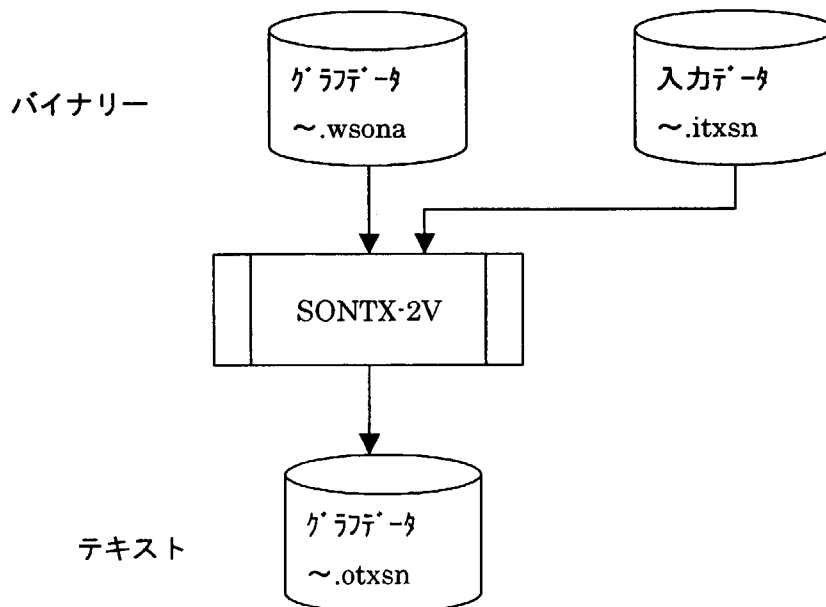 グラフデータ
～.wsona
入力データ
～.itxsn
バイナリー
SONTX-2V
グラフデータ
～.otxsn
テキスト